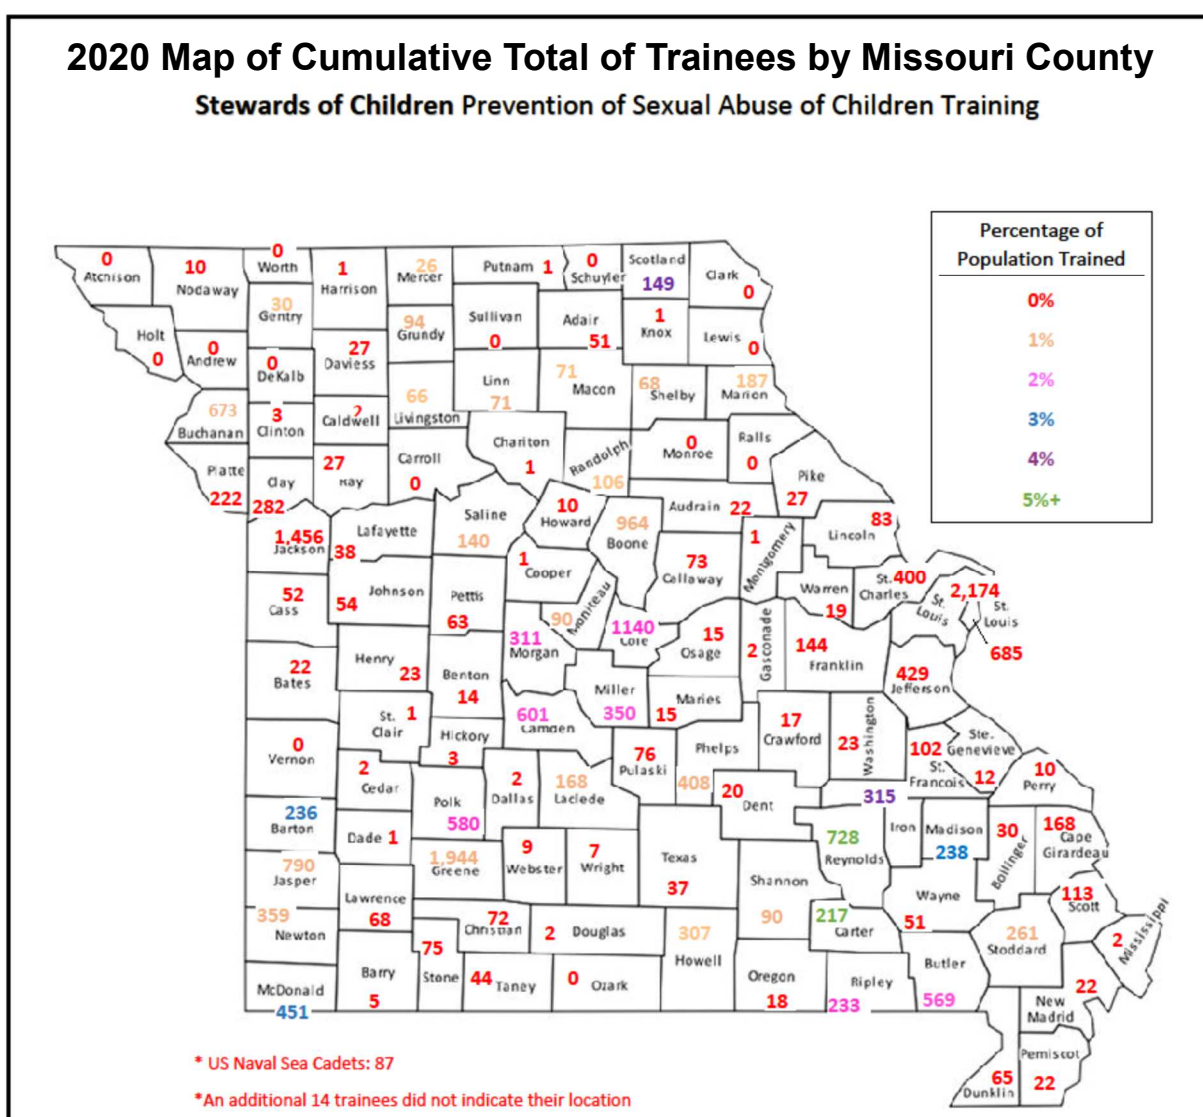 2020 Map of Cumulative Total of Trainees by Missouri County
Stewards of Children Prevention of Sexual Abuse of Children Training
Percentage of
Population Trained
0%
1%
2%
3%
4%
5%+
0
Atchison
10
Nodaway
0
Worth
1
Harrison
26
Mercer
Putnam 1
0
Schuyler
Scotland
149
Clark
0
Holt
0
0
Andrew
30
Gentry
0
DeKalb
27
Daviess
94
Grundy
Sullivan
0
Adair
51
1
Knox
Lewis
0
673
Buchanan
3
Clinton
2
Caldwell
66
Livingston
Linn
71
71
Macon
68
Shelby
187
Marion
Platte
222
Clay
282
27
Ray
Carroll
0
Chariton
1
Randolph
106
0
Monroe
Ralls
0
Pike
27
1,456
Jackson
Lafayette
38
Saline
140
10
Howard
964
Boone
Audrain 22
1
Montgomery
83
Lincoln
52
Cass
Johnson
54
Pettis
63
1
Cooper
90
Moniteau
73
Callaway
Warren
19
St. 400
Charles
2,174
St.
Louis
St.
Louis
685
22
Bates
Henry
23
Benton
14
311
Morgan
1140
Cole
15
Osage
2
Gasconade
144
Franklin
429
Jefferson
0
Vernon
St.
Clair
1
Hickory
3
601
Camden
Miller
350
Maries
15
Phelps
408
17
Crawford
23
Washington
102
St.
Francois
Ste.
Genevieve
12
10
Perry
236
Barton
2
Cedar
Polk
580
2
Dallas
168
Laclede
76
Pulaski
20
Dent
315
Iron
728
Reynolds
Madison
238
30
Bollinger
168
Cape
Girardeau
790
Jasper
Dade 1
1,944
Greene
9
Webster
7
Wright
Texas
37
Shannon
90
217
Carter
Wayne
51
113
Scott
359
Newton
Lawrence
68
72
Christian
2 Douglas
307
Howell
261
Stoddard
2
Mississippi
McDonald
451
Barry
5
75
Stone
44 Taney
0 Ozark
Oregon
18
Ripley
233
Butler
569
22
New
Madrid
65
Dunklin
Pemiscot
22
* US Naval Sea Cadets: 87
*An additional 14 trainees did not indicate their location